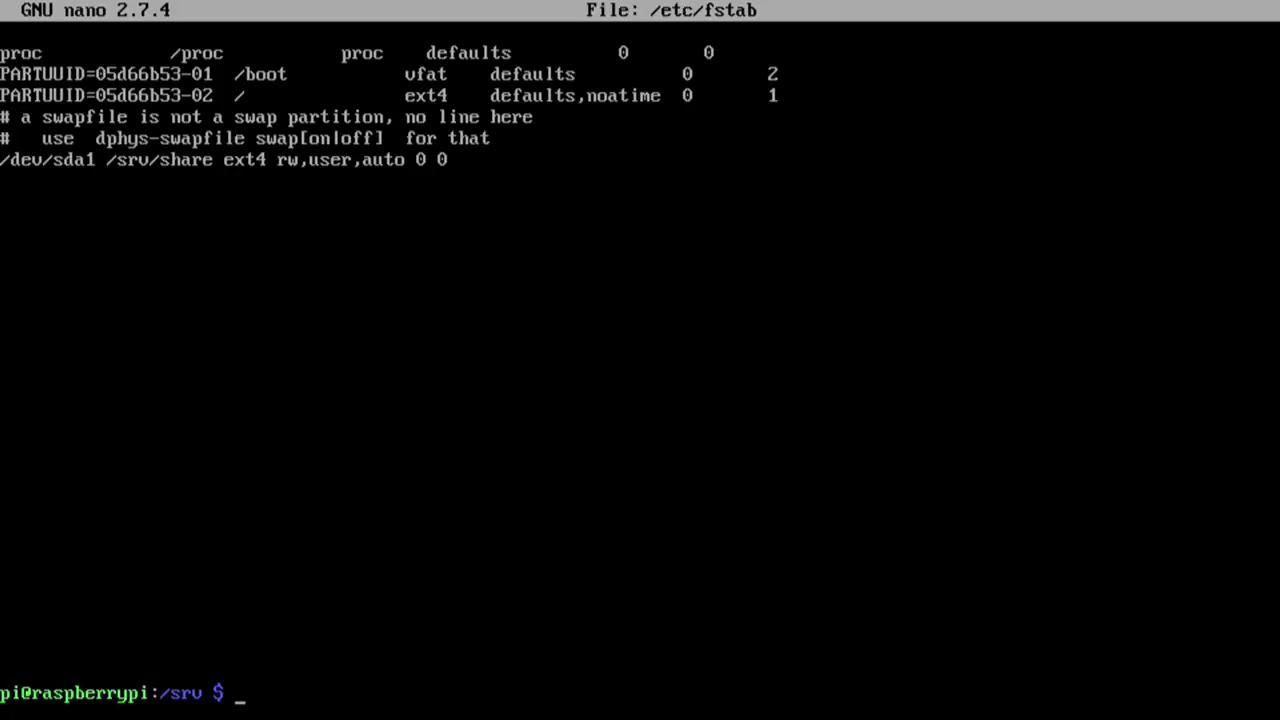 GNU nano 2.7.4 File: /etc/fstab
proc /proc proc defaults 0 0
PARTUUID=05d66b53-01 /boot vfat defaults 0 2
PARTUUID=05d66b53-02 / ext4 defaults,noatime 0 1
# a swapfile is not a swap partition, no line here
# use dphys-swapfile swap[on|off] for that
/dev/sda1 /srv/share ext4 rw,user,auto 0 0
pi@raspberrypi:/srv $ _